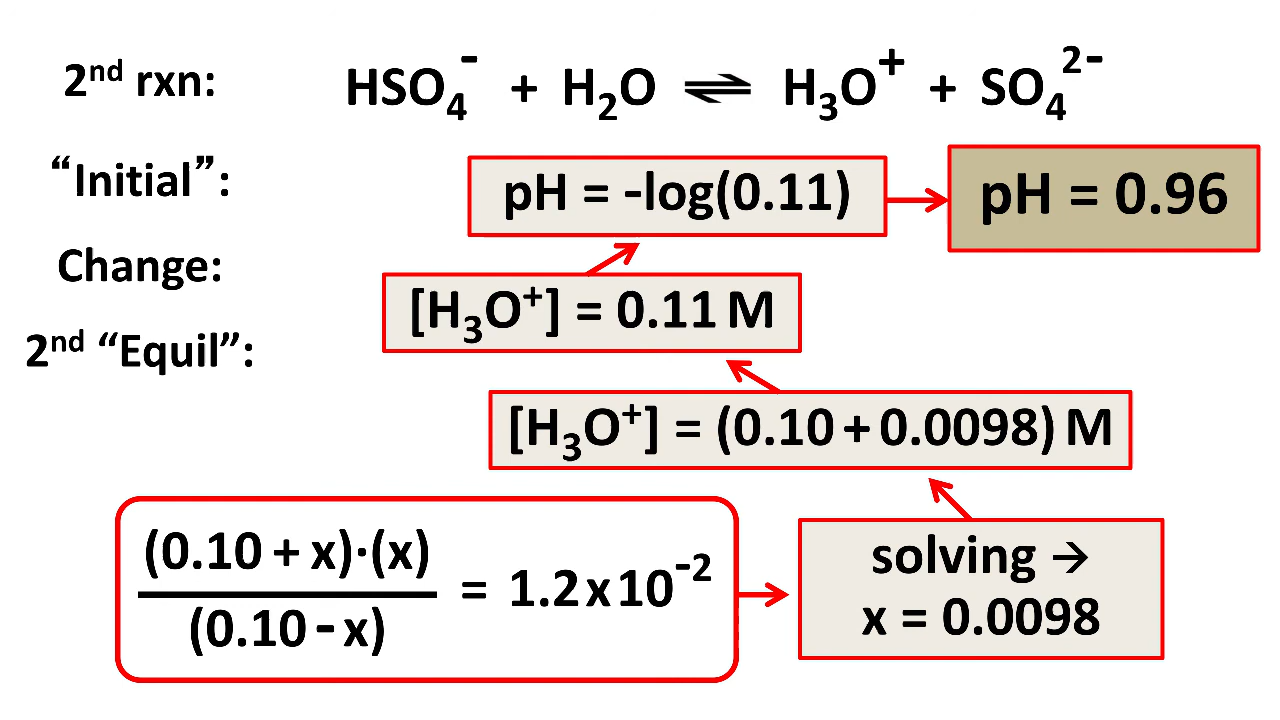 2nd rxn: HSO₄⁻ + H₂O ⇌ H₃O⁺ + SO₄²⁻
“Initial”:
pH = -log(0.11)
pH = 0.96
Change:
[H₃O⁺] = 0.11 M
2nd “Equil”:
[H₃O⁺] = (0.10 + 0.0098) M
(0.10 + x)·(x)
= 1.2 x 10⁻²
(0.10 - x)
solving →
x = 0.0098